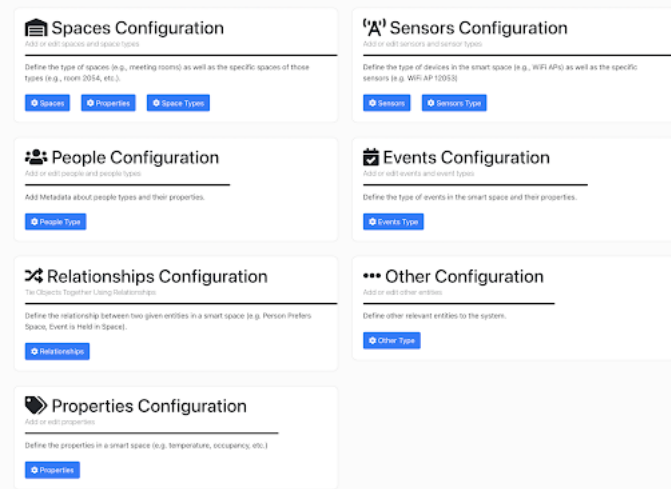 Spaces Configuration
Add or edit spaces and space types
Define the type of spaces (e.g., meeting rooms) as well as the specific spaces of those
types (e.g., room 2054, etc.).
Spaces Properties Space Types
Sensors Configuration
Add or edit sensors and sensor types
Define the type of devices in the smart space (e.g., WiFi APs) as well as the specific
sensors (e.g. WiFi AP 12053)
Sensors Sensors Type
People Configuration
Add or edit people and people types
Add Metadata about people types and their properties.
People Type
Events Configuration
Add or edit events and event types
Define the type of events in the smart space and their properties.
Events Type
Relationships Configuration
Tie Objects Together Using Relationships
Define the relationship between two given entities in a smart space (e.g. Person Prefers
Space, Event is Held in Space).
Relationships
Other Configuration
Add or edit other entities
Define other relevant entities to the system.
Other Type
Properties Configuration
Add or edit properties
Define the properties in a smart space (e.g. temperature, occupancy, etc.)
Properties